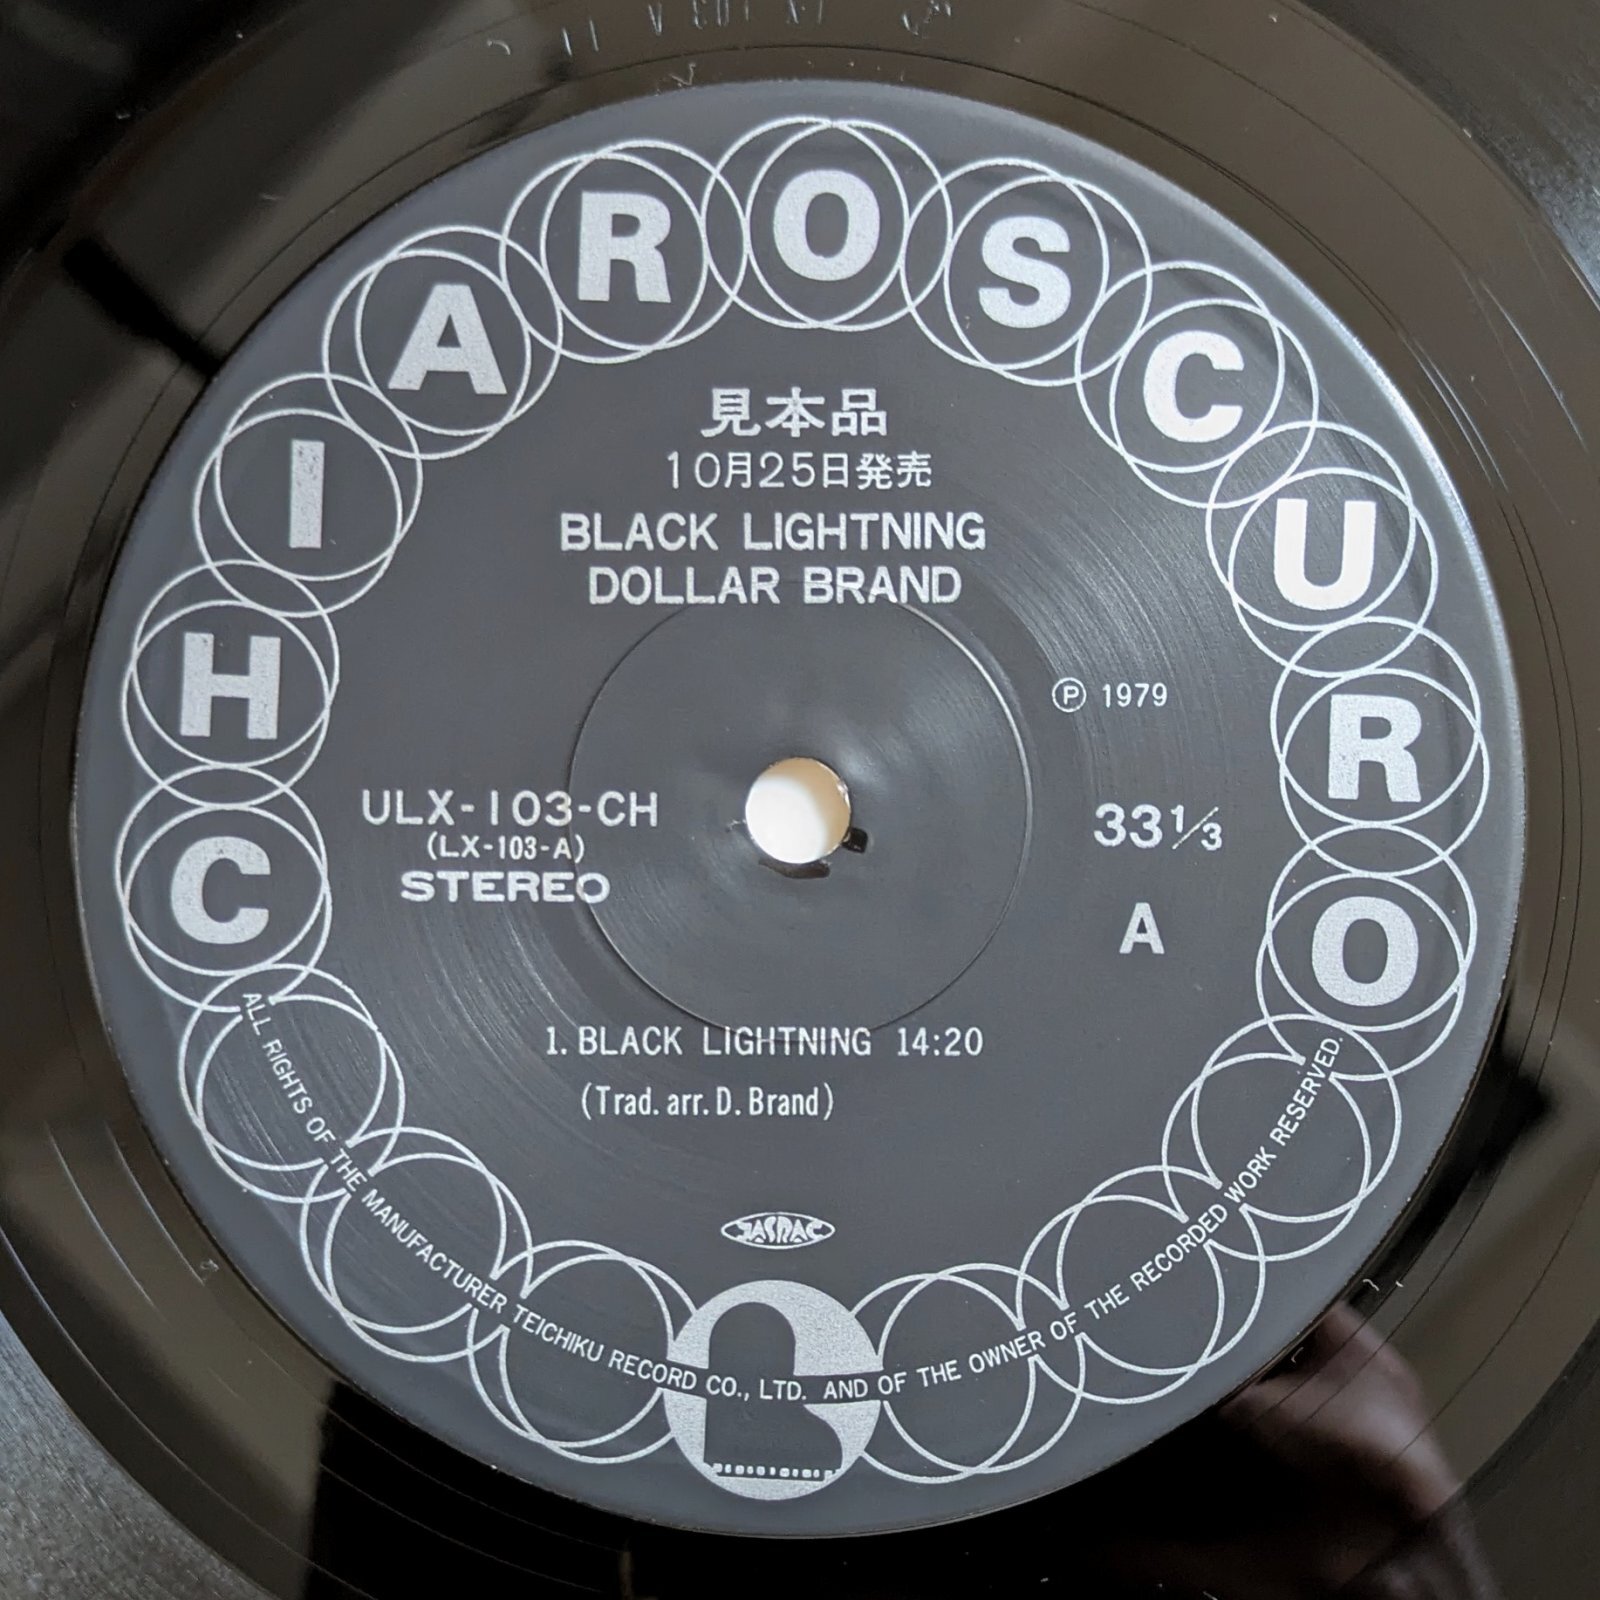 CHIAROSCURO
見本品
10月25日発売
BLACK LIGHTNING
DOLLAR BRAND
Ⓟ 1979
ULX-103-CH
(LX-103-A)
STEREO
33 1/3
A
1. BLACK LIGHTNING 14:20
(Trad. arr. D. Brand)
JASRAC
ALL RIGHTS OF THE MANUFACTURER TEICHIKU RECORD CO., LTD. AND OF THE OWNER OF THE RECORDED WORK RESERVED.